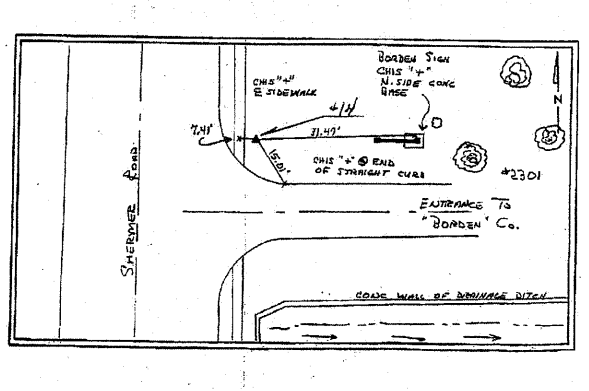 BORDEN SIGN
CHIS "+"
N. SIDE CONC
BASE
CHIS "+"
E SIDEWALK
N
7.41'
31.49'
15.01'
CHIS "+" @ END
OF STRAIGHT CURB
#2301
ENTRANCE TO
"BORDEN" CO.
SHERMER ROAD
CONC WALL OF DRAINAGE DITCH